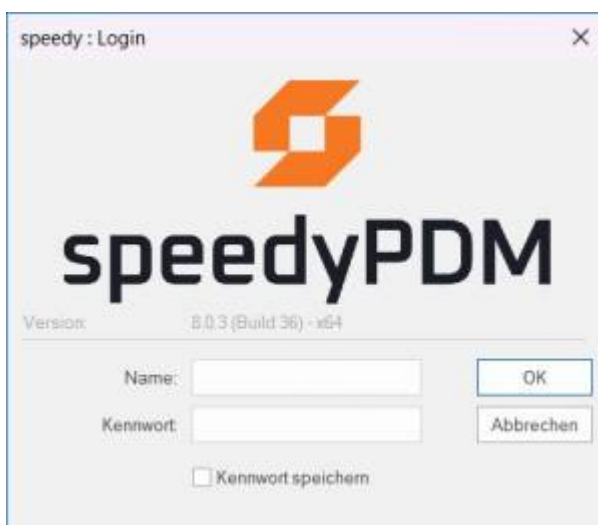 speedy : Login
speedyPDM
Version: 8.0.3 (Build 36) - x64
Name: OK
Kennwort: Abbrechen
Kennwort speichern